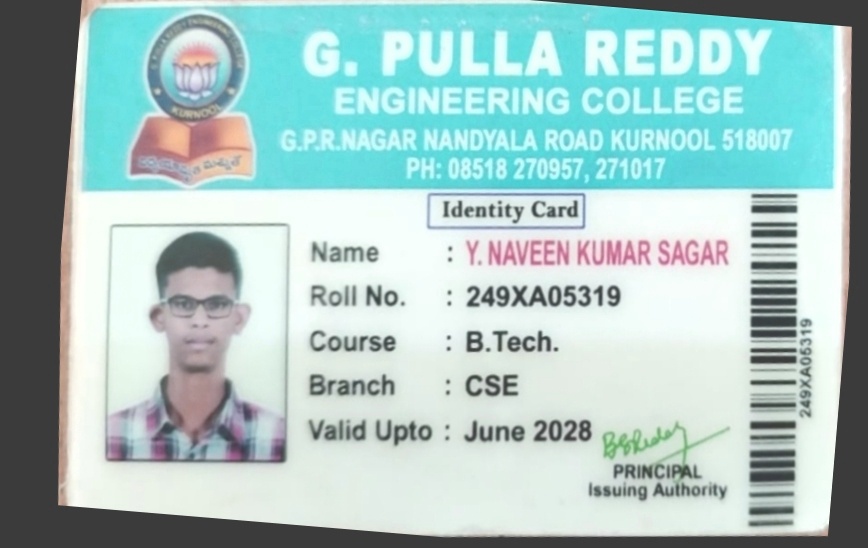 G. PULLA REDDY
ENGINEERING COLLEGE
G.P.R.NAGAR NANDYALA ROAD KURNOOL 518007
PH: 08518 270957, 271017
KURNOOL
Identity Card
Name : Y. NAVEEN KUMAR SAGAR
Roll No. : 249XA05319
Course : B.Tech.
Branch : CSE
Valid Upto : June 2028
PRINCIPAL
Issuing Authority
249XA05319